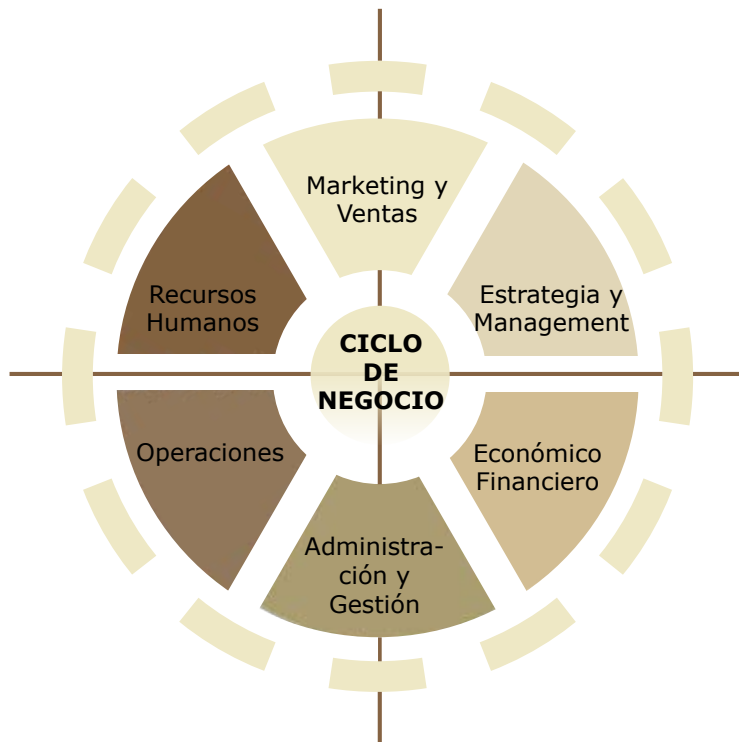 Marketing y
Ventas
Recursos
Humanos
Estrategia y
Management
CICLO
DE
NEGOCIO
Operaciones
Económico
Financiero
Administra-
ción y
Gestión